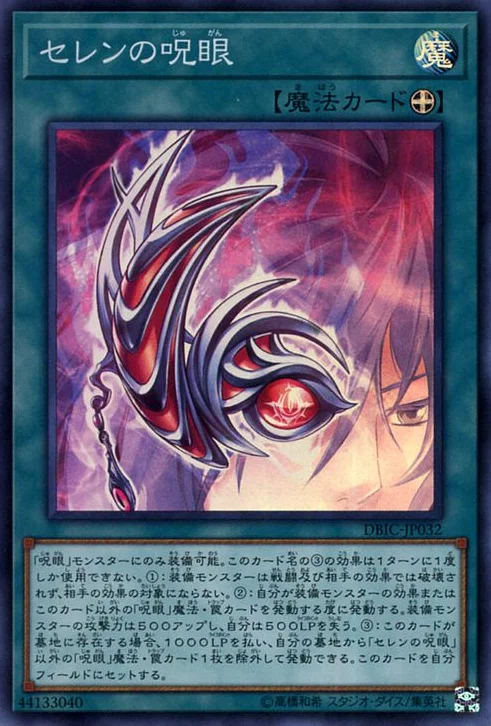 セレンの呪眼
魔
【魔法カード】
DBIC-JP032
「呪眼」モンスターにのみ装備可能。このカード名の③の効果は1ターンに1度
しか使用できない。①：装備モンスターは戦闘及び相手の効果では破壊さ
れず、相手の効果の対象にならない。②：自分が装備モンスターの効果または
このカード以外の「呪眼」魔法・罠カードを発動する度に発動する。装備モン
スターの攻撃力は500アップし、自分は500LPを失う。③：このカードが
墓地に存在する場合、1000LPを払い、自分の墓地から「セレンの呪眼」
以外の「呪眼」魔法・罠カード1枚を除外して発動できる。このカードを自分
フィールドにセットする。
44133040
©高橋和希 スタジオ・ダイス/集英社